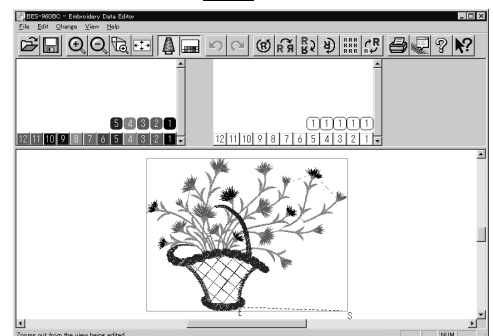 BES-960BC - Embroidery Data Editor
File Edit Change View Help
5 4 3 2 1
12 11 10 9 8 7 6 5 4 3 2 1
1 1 1 1 1
12 11 10 9 8 7 6 5 4 3 2 1
E
S
Zooms out from the view being edited
NUM